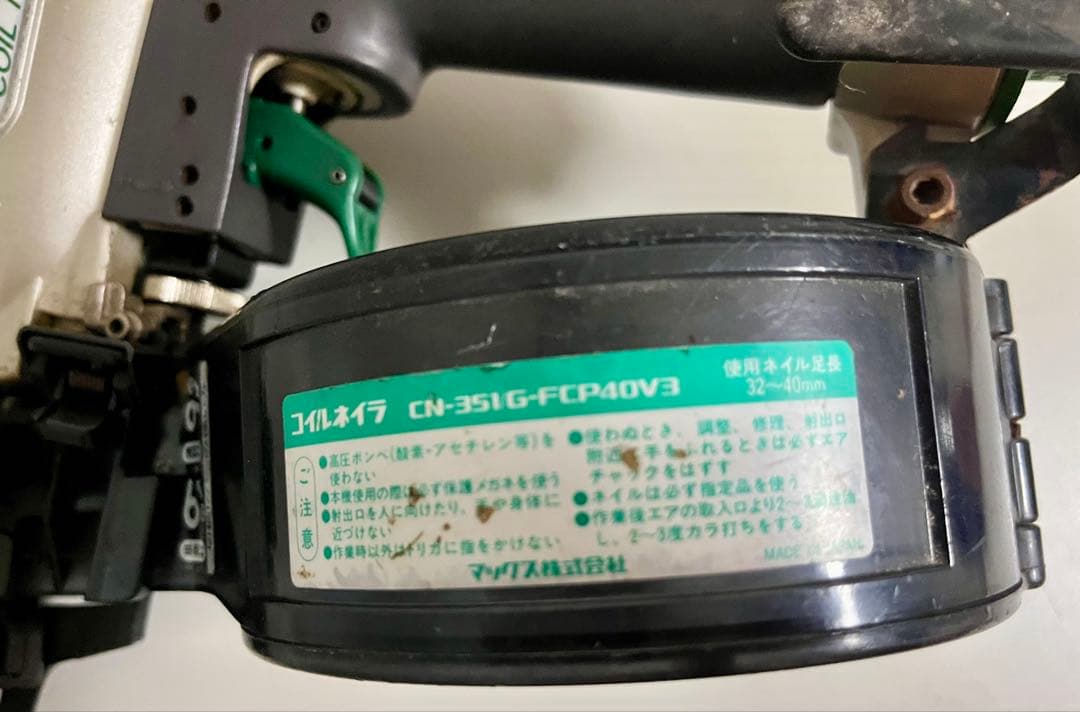 COIL
コイルネイラ CN-351/G-FCP40V3
使用ネイル足長
32～40mm
ご注意
●高圧ボンベ(酸素・アセチレン等)を
使わない
●本機使用の際は必ず保護メガネを使う
●射出口を人に向けたり、手や身体に
近づけない
●作業時以外はトリガに指をかけない
●使わぬとき、調整、修理、射出口
附近に手をふれるときは必ずエア
チャックをはずす
●ネイルは必ず指定品を使う
●作業後エアの取入口より2～3滴
し、2～3度カラ打ちをする
マックス株式会社
MADE IN JAPAN